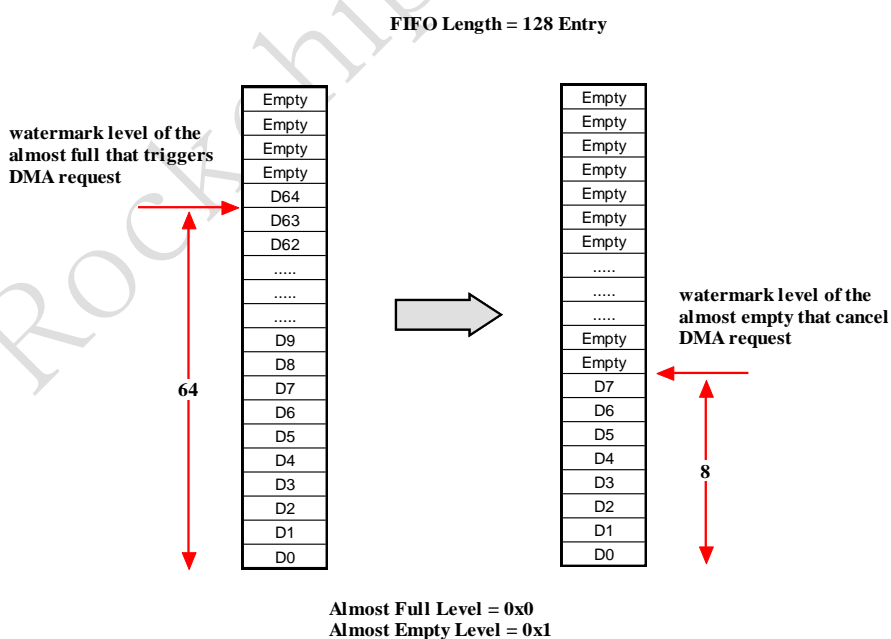 FIFO Length = 128 Entry
watermark level of the
almost full that triggers
DMA request
Empty
Empty
Empty
Empty
D64
D63
D62
.....
.....
.....
D9
D8
D7
D6
D5
D4
D3
D2
D1
D0
64
Empty
Empty
Empty
Empty
Empty
Empty
Empty
.....
.....
.....
Empty
Empty
D7
D6
D5
D4
D3
D2
D1
D0
watermark level of the
almost empty that cancel
DMA request
8
Almost Full Level = 0x0
Almost Empty Level = 0x1
Rockchip